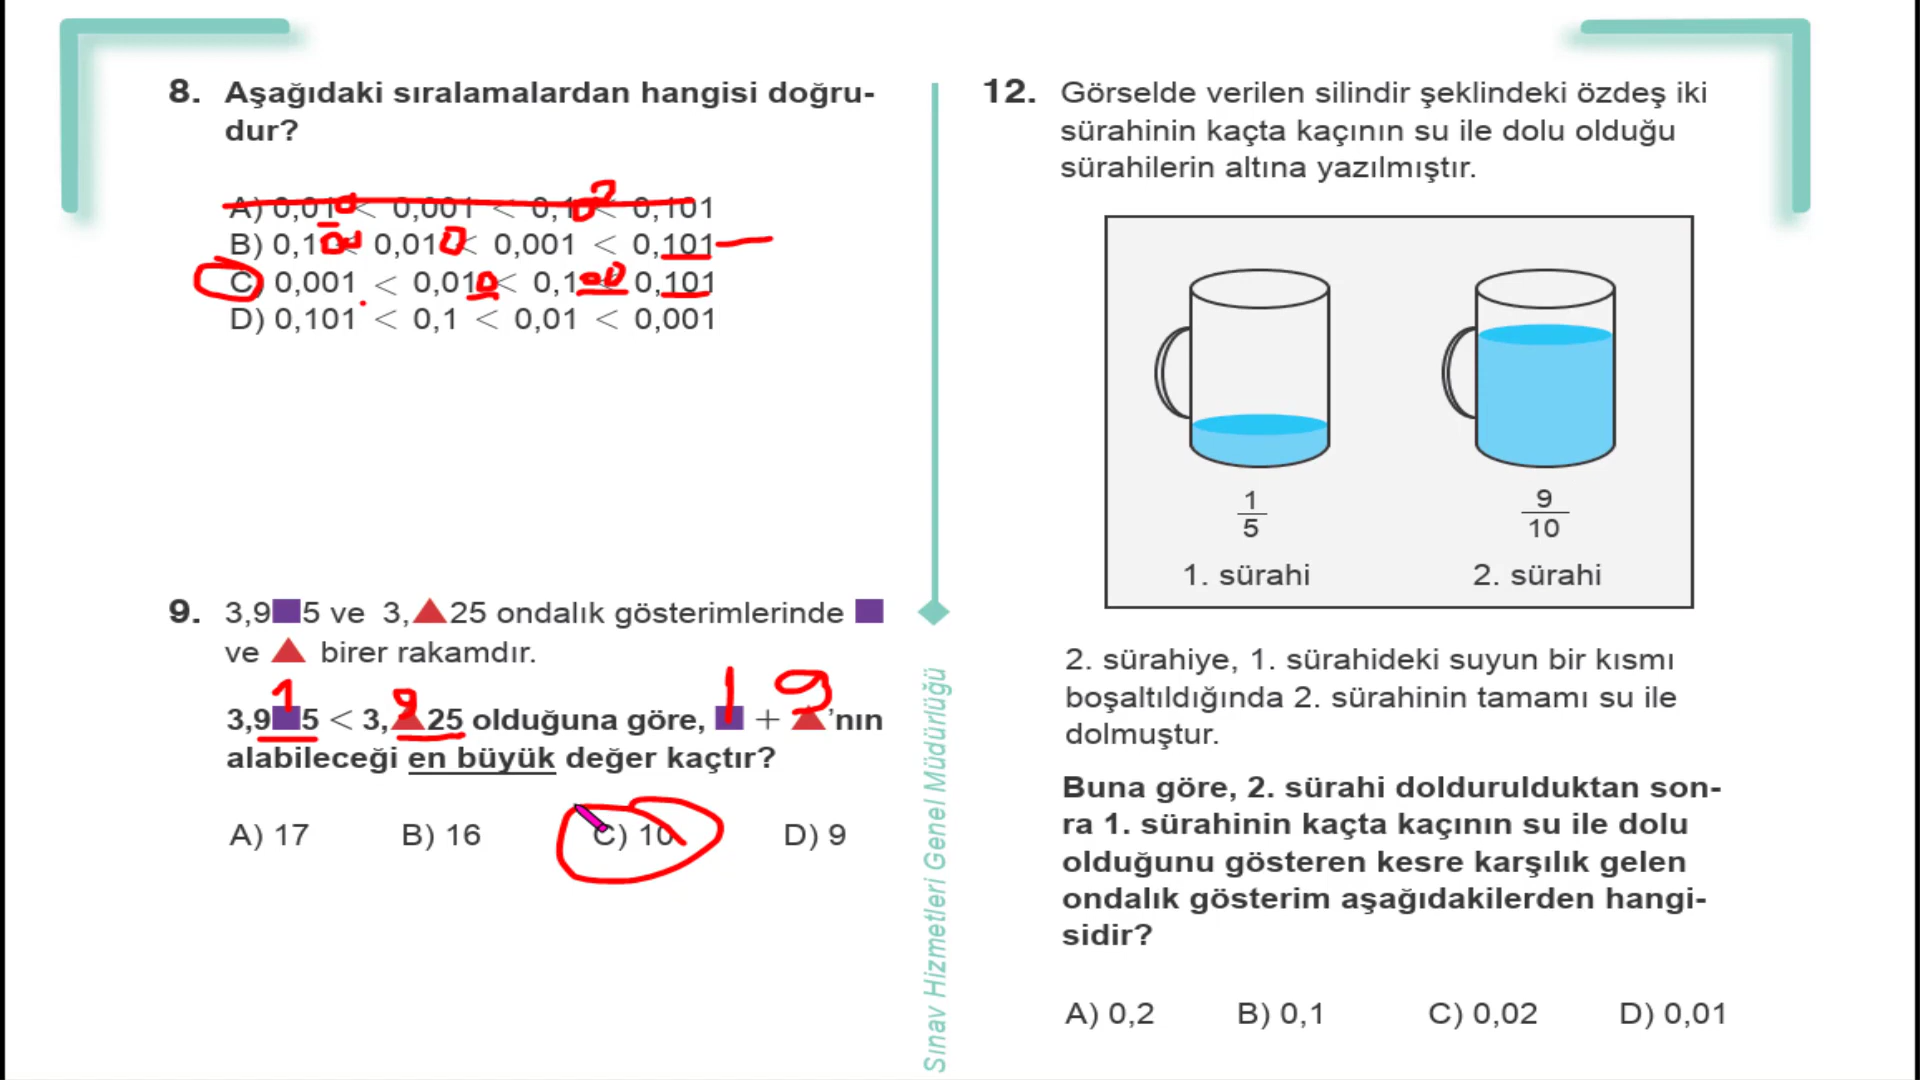 8. Aşağıdaki sıralamalardan hangisi doğru-
dur?
A) 0,01 < 0,001 < 0,1 < 0,101
B) 0,1 < 0,01 < 0,001 < 0,101
C) 0,001 < 0,01 < 0,1 < 0,101
D) 0,101 < 0,1 < 0,01 < 0,001
9. 3,9■5 ve 3,▲25 ondalık gösterimlerinde ■
ve ▲ birer rakamdır.
1 9 1 9
3,9■5 < 3,▲25 olduğuna göre, ■ + ▲'nın
alabileceği en büyük değer kaçtır?
A) 17 B) 16 C) 10 D) 9
Sınav Hizmetleri Genel Müdürlüğü
12. Görselde verilen silindir şeklindeki özdeş iki
sürahinin kaçta kaçının su ile dolu olduğu
sürahilerin altına yazılmıştır.
1 9
5 10
1. sürahi 2. sürahi
2. sürahiye, 1. sürahideki suyun bir kısmı
boşaltıldığında 2. sürahinin tamamı su ile
dolmuştur.
Buna göre, 2. sürahi doldurulduktan son-
ra 1. sürahinin kaçta kaçının su ile dolu
olduğunu gösteren kesre karşılık gelen
ondalık gösterim aşağıdakilerden hangi-
sidir?
A) 0,2 B) 0,1 C) 0,02 D) 0,01